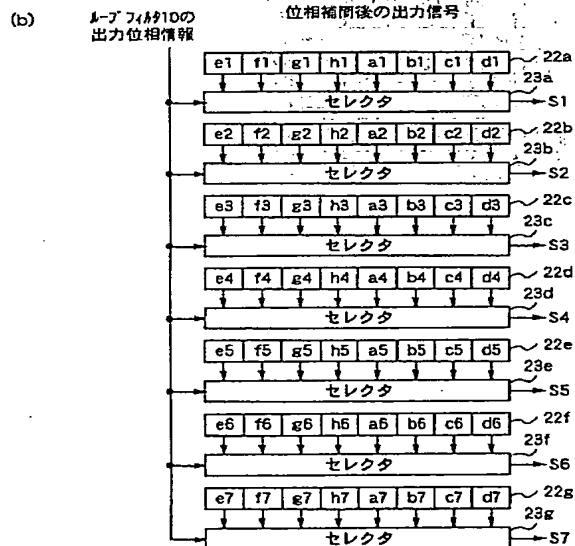 (b)
ループフィルタ10の
出力位相情報
位相補間後の出力信号
e1 f1 g1 h1 a1 b1 c1 d1 22a
23a
セレクタ S1
e2 f2 g2 h2 a2 b2 c2 d2 22b
23b
セレクタ S2
e3 f3 g3 h3 a3 b3 c3 d3 22c
23c
セレクタ S3
e4 f4 g4 h4 a4 b4 c4 d4 22d
23d
セレクタ S4
e5 f5 g5 h5 a5 b5 c5 d5 22e
23e
セレクタ S5
e6 f6 g6 h6 a6 b6 c6 d6 22f
23f
セレクタ S6
e7 f7 g7 h7 a7 b7 c7 d7 22g
23g
セレクタ S7